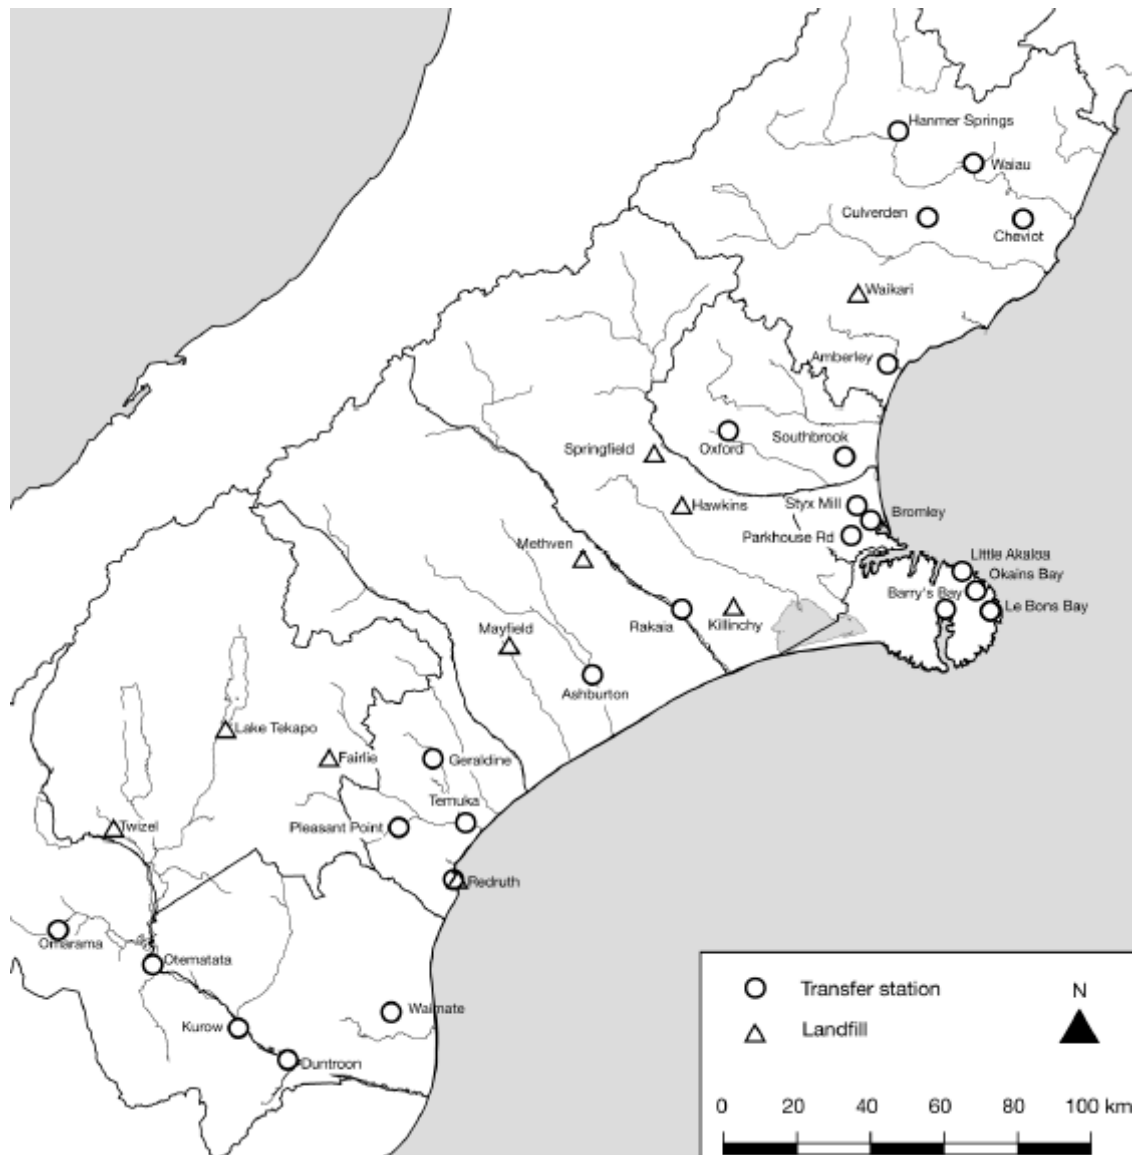 Hanmer Springs
Waiau
Culverden
Cheviot
Waikari
Amberley
Springfield
Oxford
Southbrook
Hawkins
Styx Mill
Bromley
Parkhouse Rd
Methven
Little Akaloa
Okains Bay
Barry's Bay
Le Bons Bay
Rakaia
Killinchy
Mayfield
Ashburton
Lake Tekapo
Fairlie
Geraldine
Temuka
Twizel
Pleasant Point
Redruth
Omarama
Otematata
Waimate
Kurow
Duntroon
Transfer station
N
Landfill
0 20 40 60 80 100 km